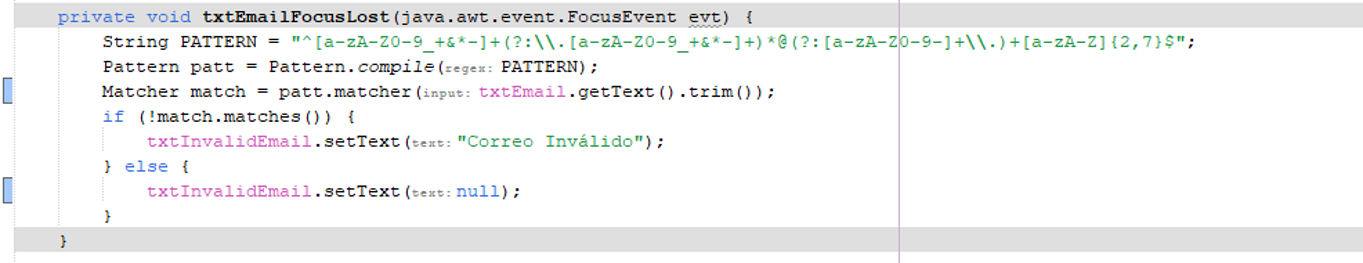 private void txtEmailFocusLost(java.awt.event.FocusEvent evt) {
String PATTERN = "^[a-zA-Z0-9_+&*-]+(?:\\.[a-zA-Z0-9_+&*-]+)*@(?:[a-zA-Z0-9-]+\\.)+[a-zA-Z]{2,7}$";
Pattern patt = Pattern.compile(regex: PATTERN);
Matcher match = patt.matcher(input: txtEmail.getText().trim());
if (!match.matches()) {
txtInvalidEmail.setText(text: "Correo Inválido");
} else {
txtInvalidEmail.setText(text: null);
}
}